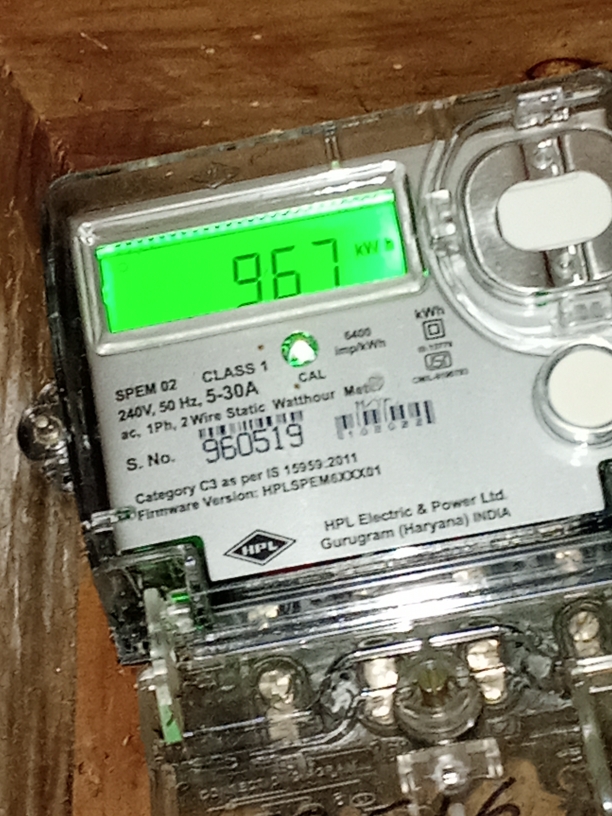 967 kWh
6400
imp/kWh
kWh
SPEM 02 CLASS 1
CAL
240V, 50 Hz, 5-30A
ac, 1Ph, 2 Wire Static Watthour Meter
S. No. 960519
Category C3 as per IS 15959:2011
Firmware Version: HPLSPEM6XXX01
HPL
HPL Electric & Power Ltd.
Gurugram (Haryana) INDIA